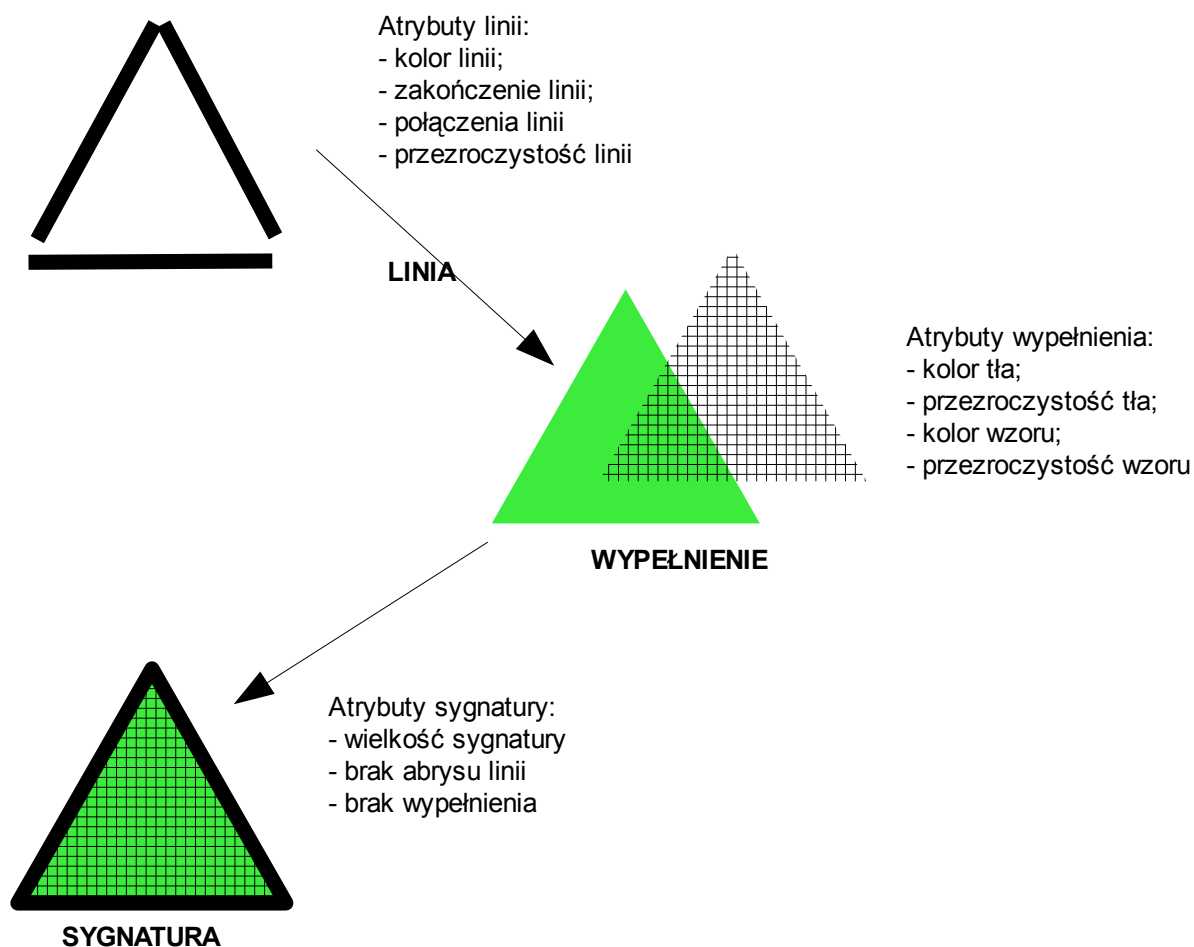 Atrybuty linii:
- kolor linii;
- zakończenie linii;
- połączenia linii
- przezroczystość linii
LINIA
Atrybuty wypełnienia:
- kolor tła;
- przezroczystość tła;
- kolor wzoru;
- przezroczystość wzoru
WYPEŁNIENIE
Atrybuty sygnatury:
- wielkość sygnatury
- brak abrysu linii
- brak wypełnienia
SYGNATURA